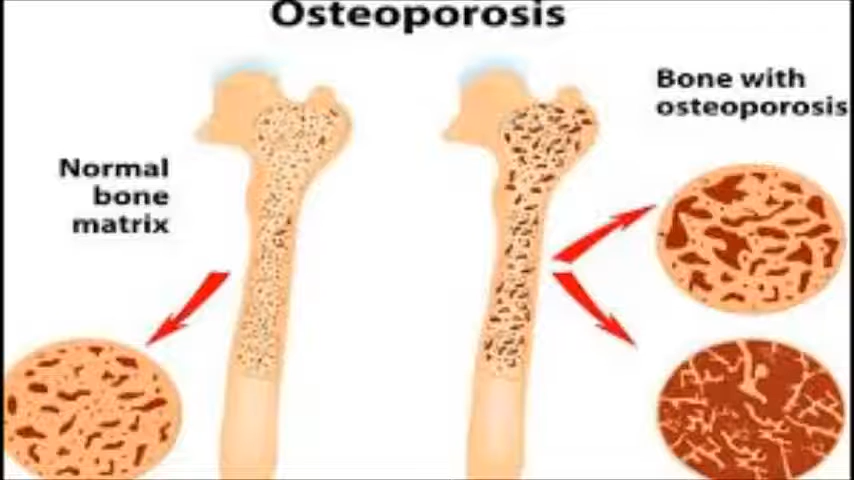 Osteoporosis
Normal
bone
matrix
Bone with
osteoporosis